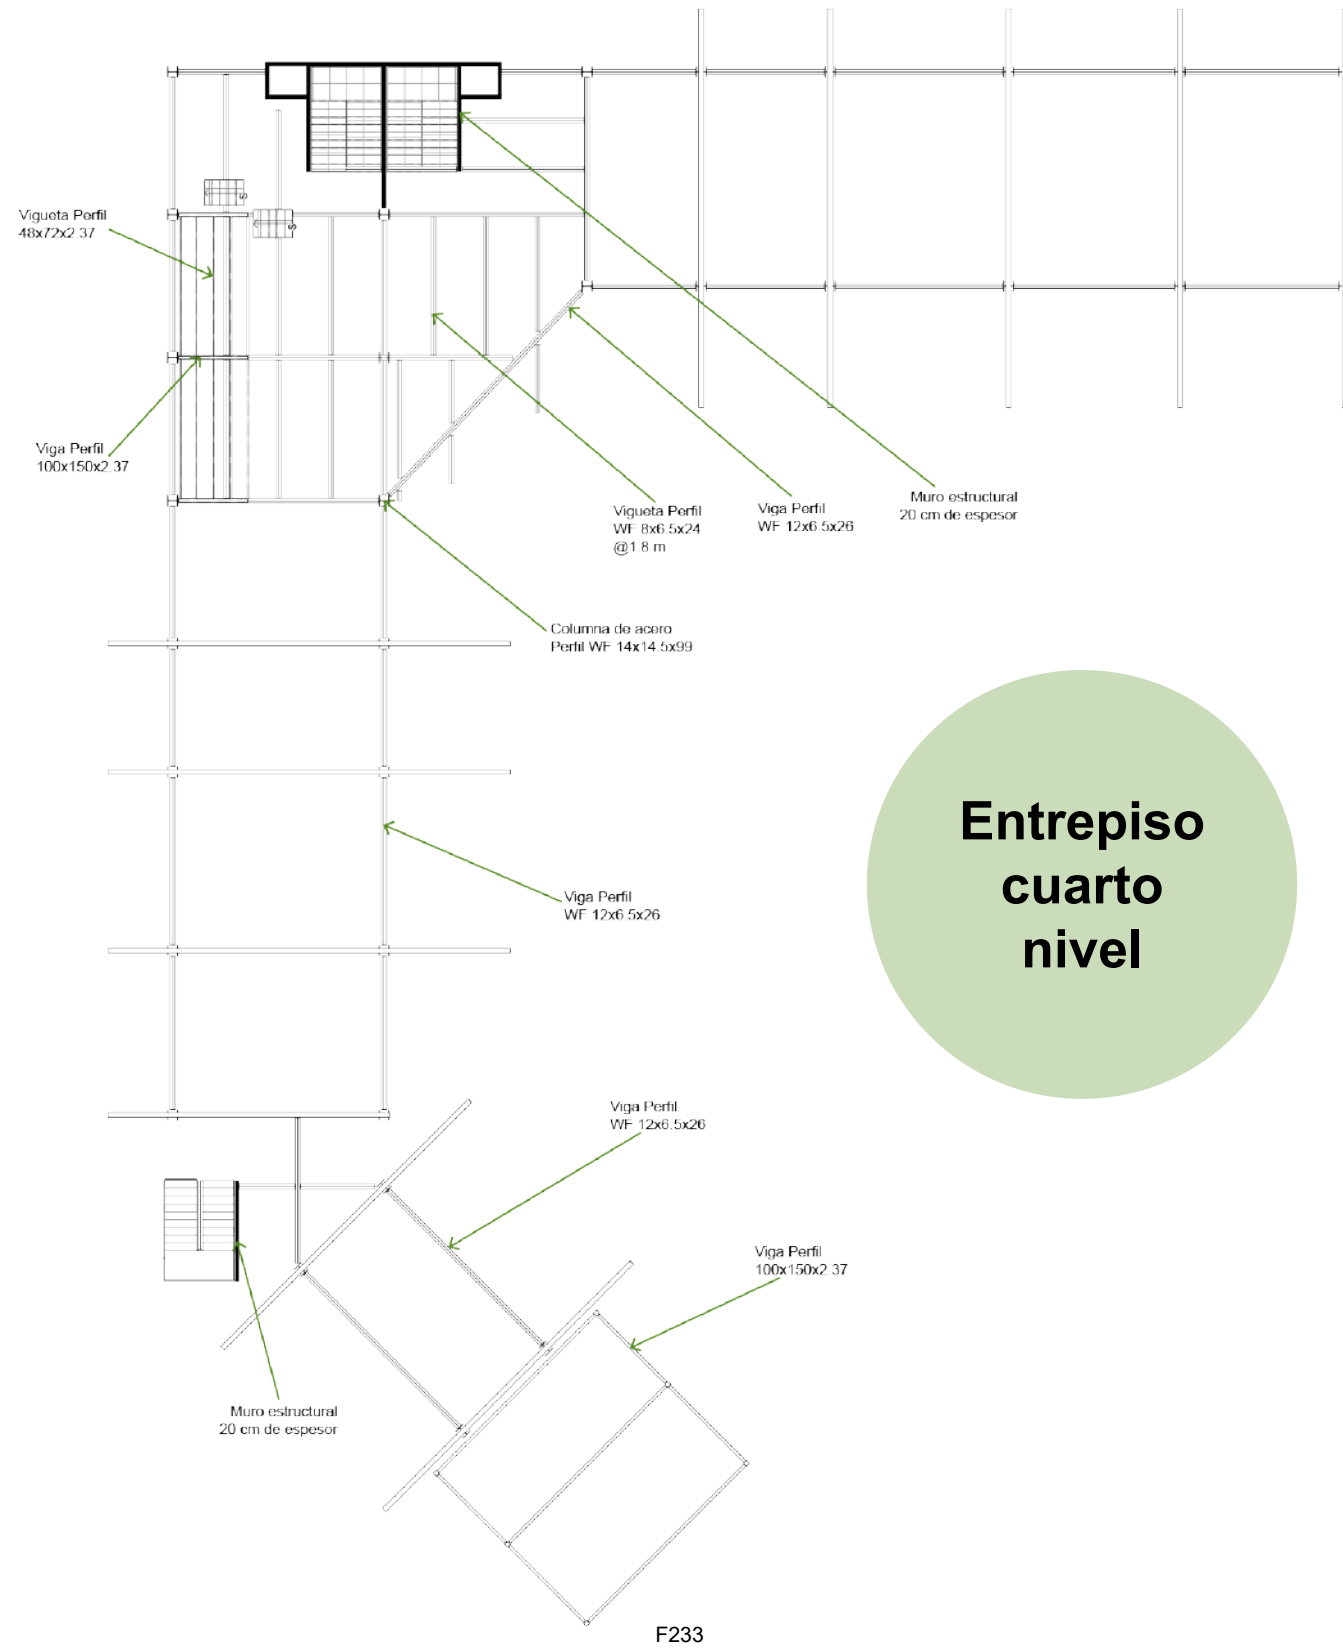 Vigueta Perfil
48x72x2.37
Viga Perfil
100x150x2.37
Vigueta Perfil
WF 8x6.5x24
@1.8 m
Viga Perfil
WF 12x6.5x26
Muro estructural
20 cm de espesor
Columna de acero
Perfil WF 14x14.5x99
Entrepiso
cuarto
nivel
Viga Perfil
WF 12x6.5x26
Viga Perfil
WF 12x6.5x26
Viga Perfil
100x150x2.37
Muro estructural
20 cm de espesor
F233